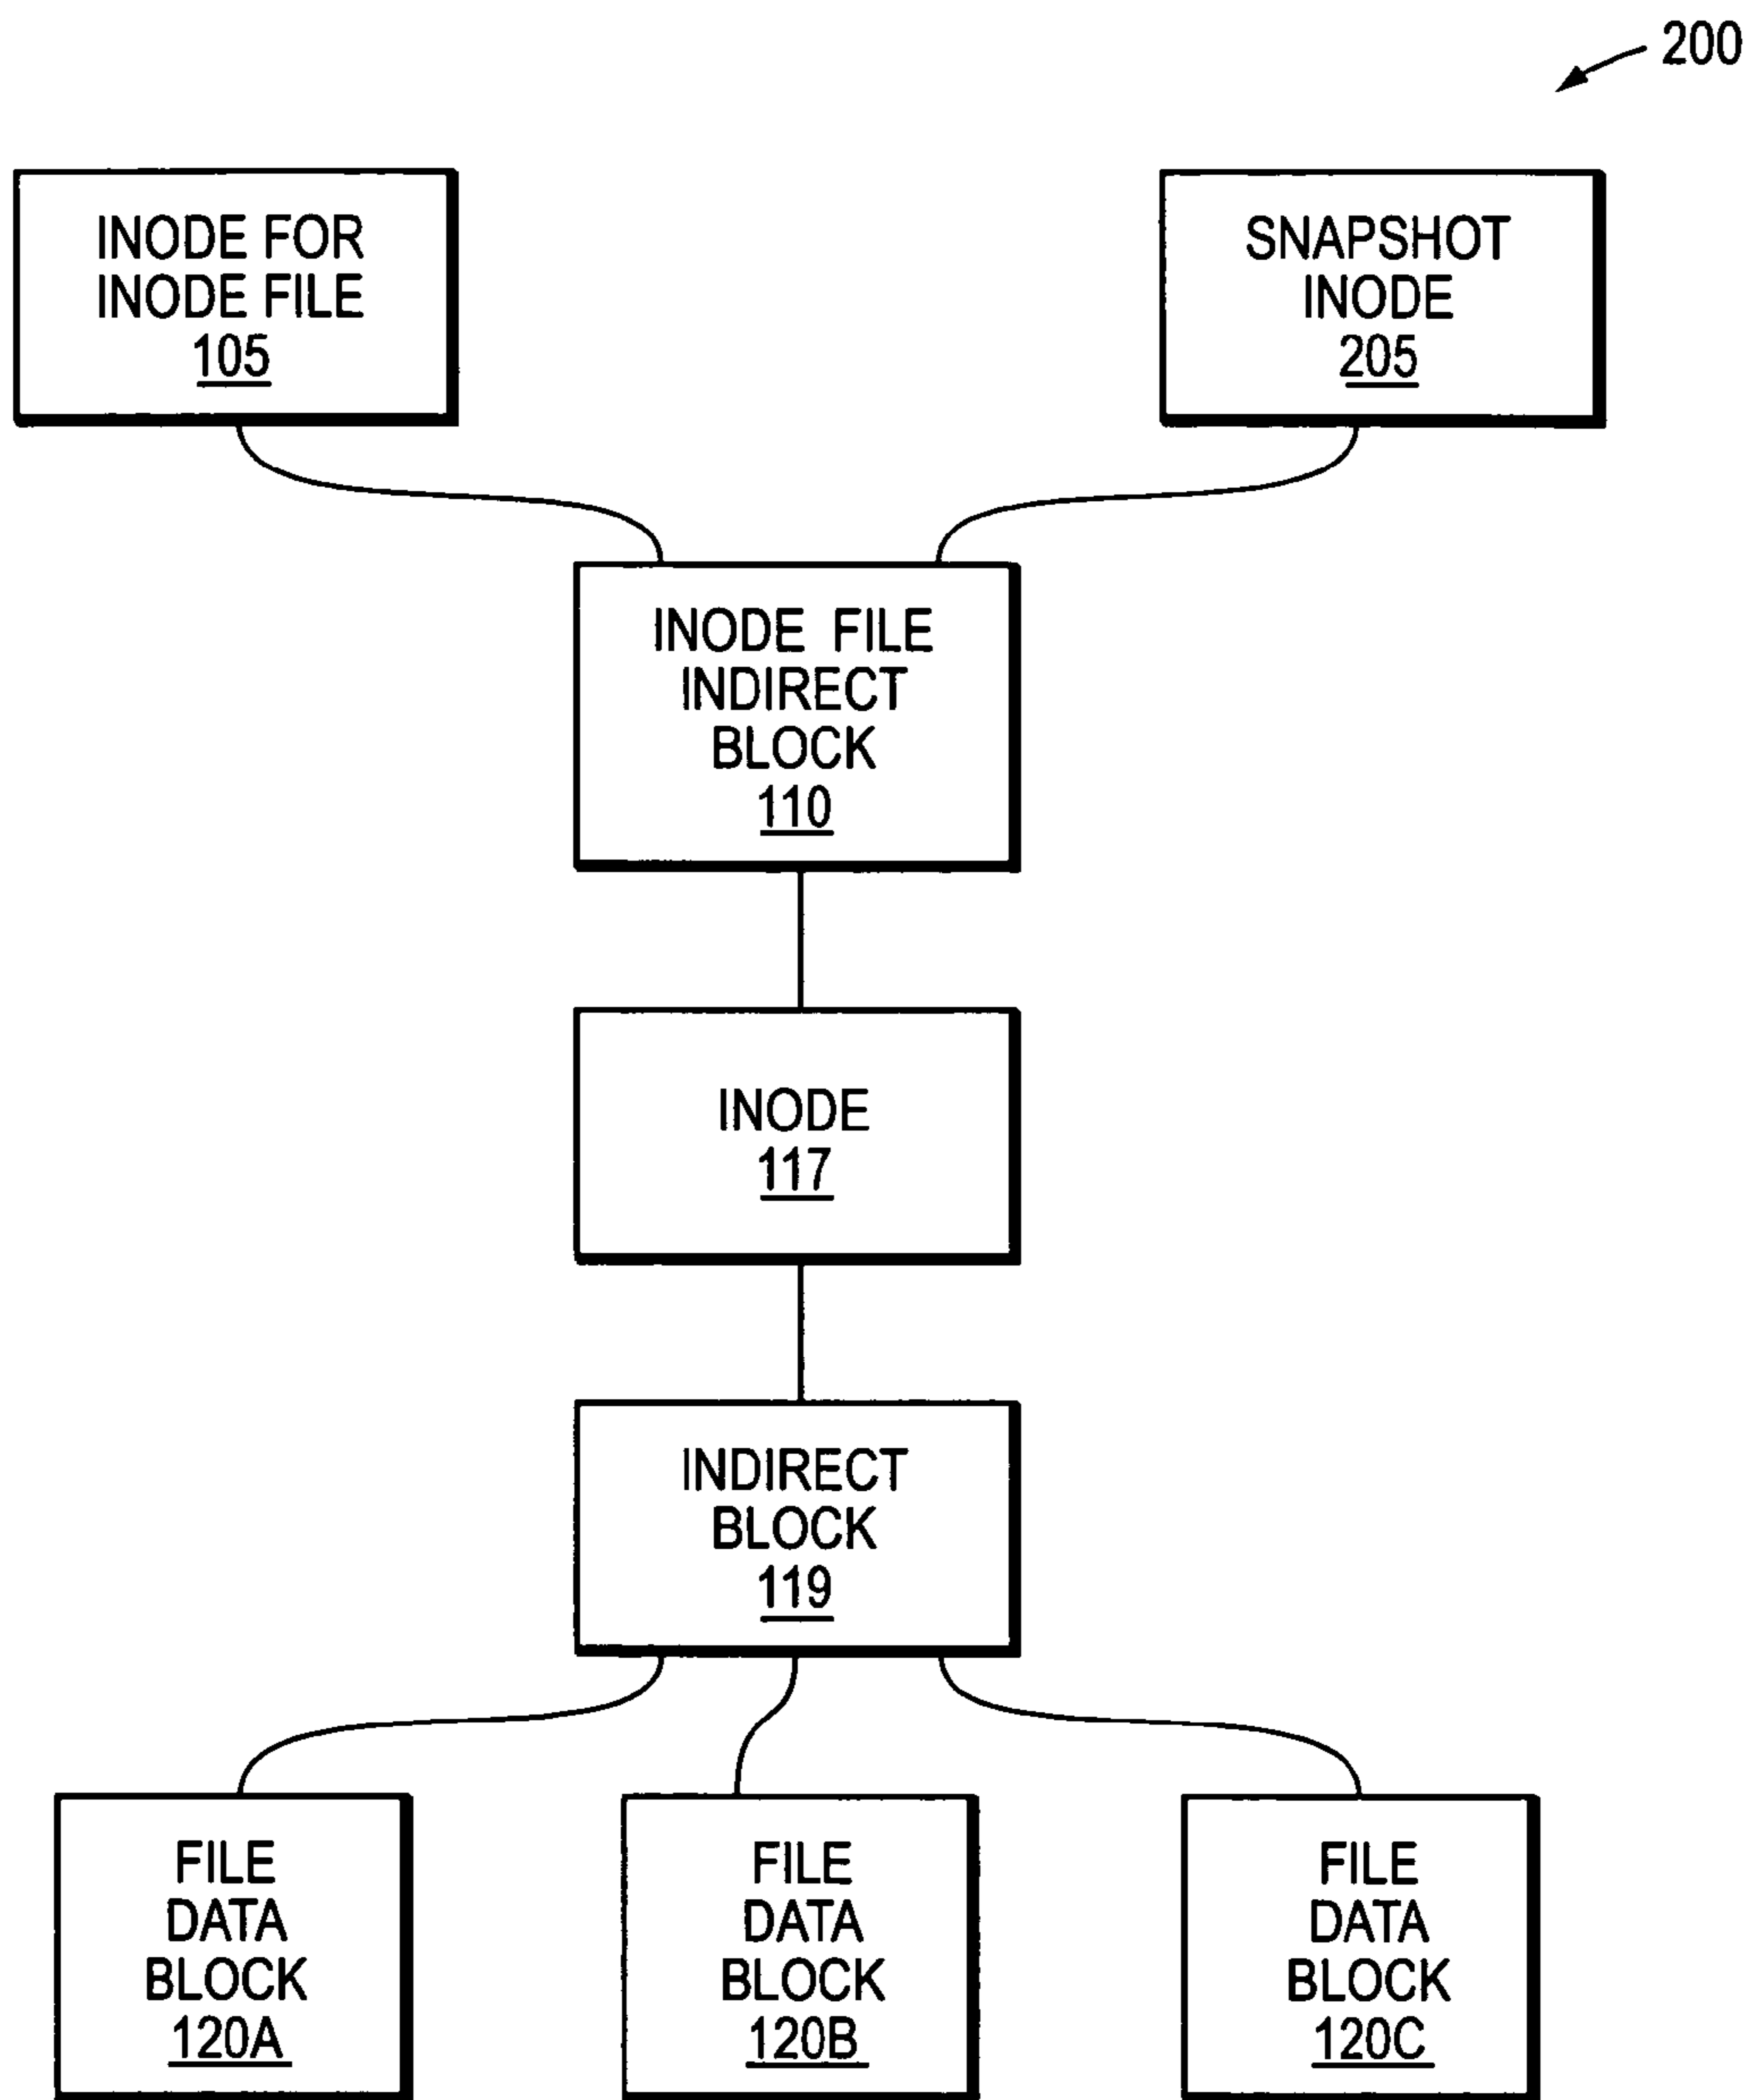 200
INODE FOR
INODE FILE
105
SNAPSHOT
INODE
205
INODE FILE
INDIRECT
BLOCK
110
INODE
117
INDIRECT
BLOCK
119
FILE
DATA
BLOCK
120A
FILE
DATA
BLOCK
120B
FILE
DATA
BLOCK
120C